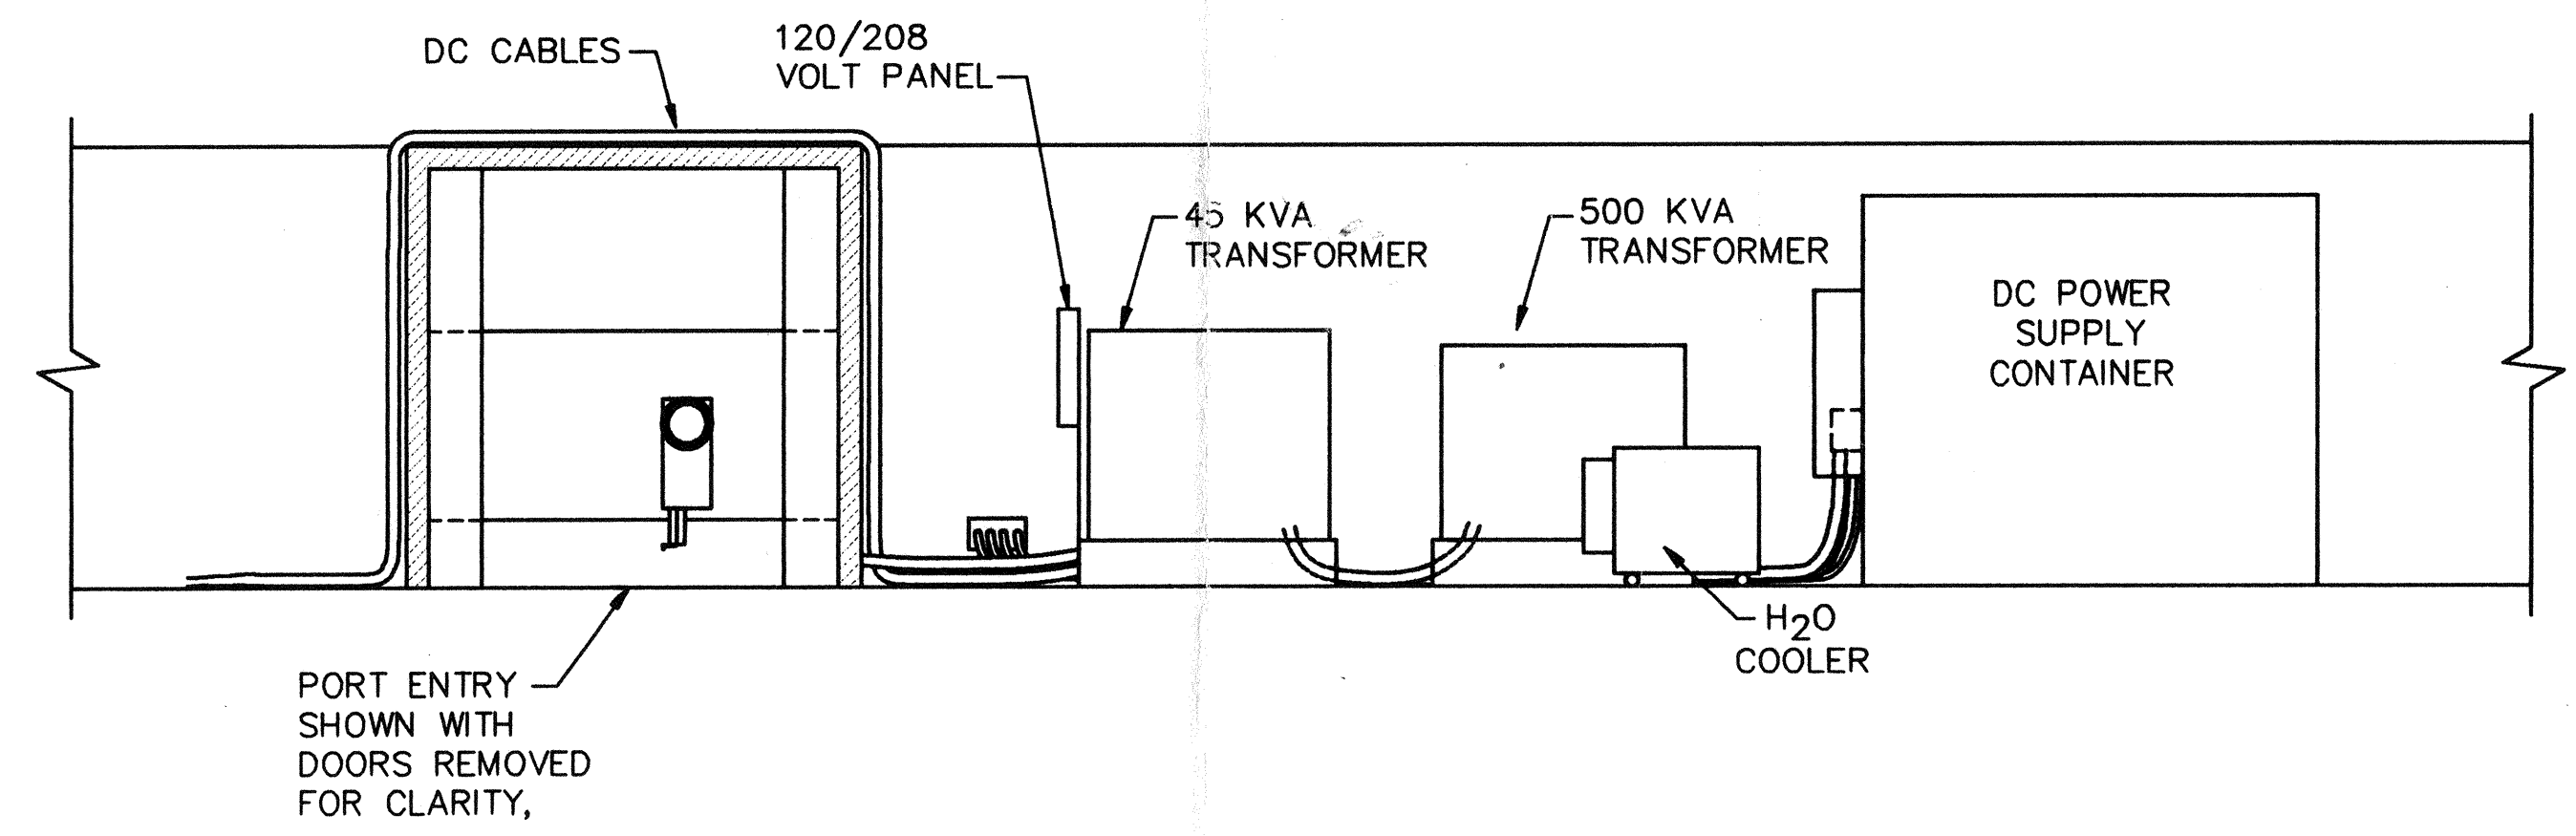 DC CABLES
120/208
VOLT PANEL
45 KVA
TRANSFORMER
500 KVA
TRANSFORMER
DC POWER
SUPPLY
CONTAINER
H2O
COOLER
PORT ENTRY
SHOWN WITH
DOORS REMOVED
FOR CLARITY,